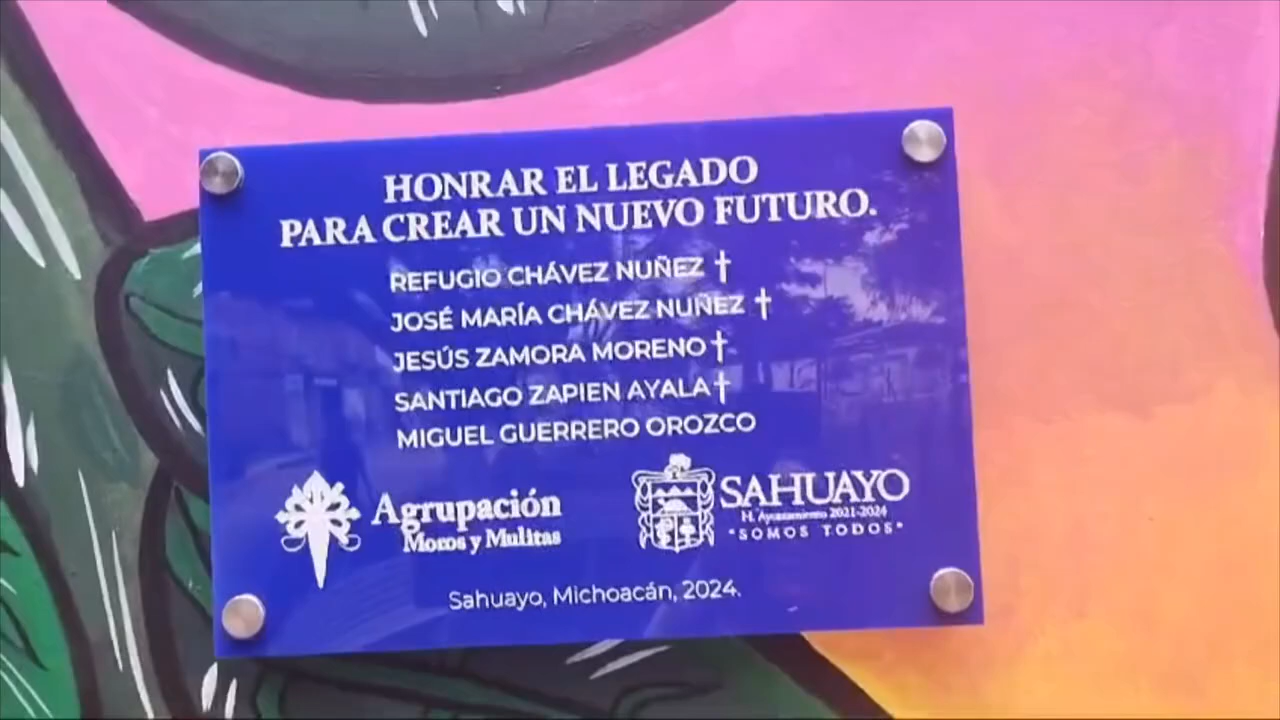 HONRAR EL LEGADO
PARA CREAR UN NUEVO FUTURO.
REFUGIO CHÁVEZ NUÑEZ †
JOSÉ MARÍA CHÁVEZ NUÑEZ †
JESÚS ZAMORA MORENO †
SANTIAGO ZAPIEN AYALA †
MIGUEL GUERRERO OROZCO
Agrupación
Moros y Mulitas
SAHUAYO
H. Ayuntamiento 2021-2024
"SOMOS TODOS"
Sahuayo, Michoacán, 2024.